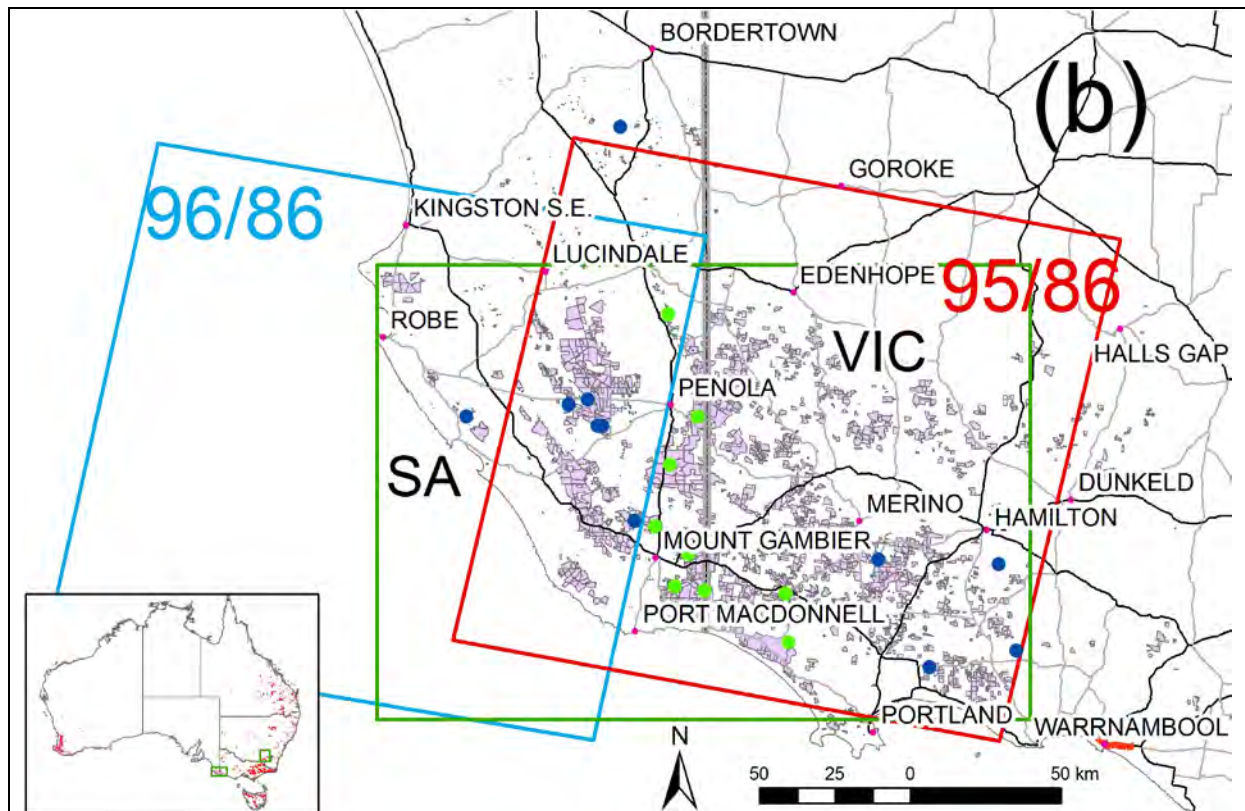 BORDERTOWN
(b)
GOROKE
96/86
KINGSTON S.E.
LUCINDALE
EDENHOPE
95/86
ROBE
VIC
HALLS GAP
PENOLA
SA
DUNKELD
MERINO
HAMILTON
MOUNT GAMBIER
PORT MACDONNELL
PORTLAND
WARRNAMBOOL
N
50 25 0 50 km